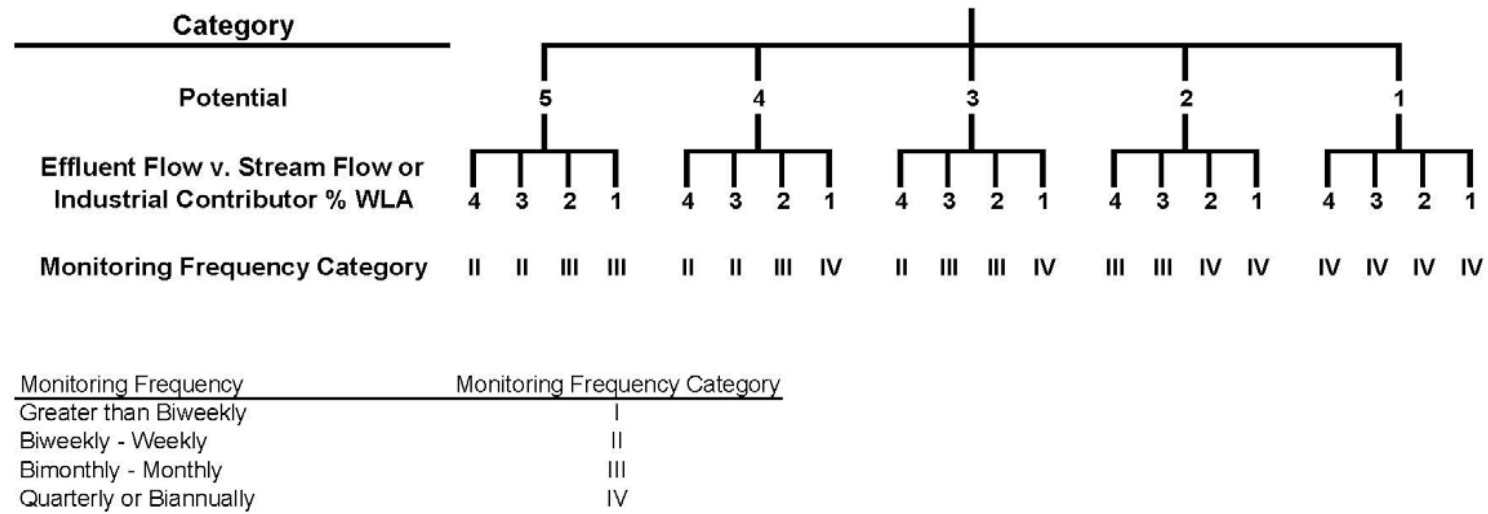 Category
Potential 5 4 3 2 1
Effluent Flow v. Stream Flow or
Industrial Contributor % WLA 4 3 2 1 4 3 2 1 4 3 2 1 4 3 2 1 4 3 2 1
Monitoring Frequency Category II II III III II II III IV II III III IV III III IV IV IV IV IV IV
Monitoring Frequency Monitoring Frequency Category
Greater than Biweekly I
Biweekly - Weekly II
Bimonthly - Monthly III
Quarterly or Biannually IV